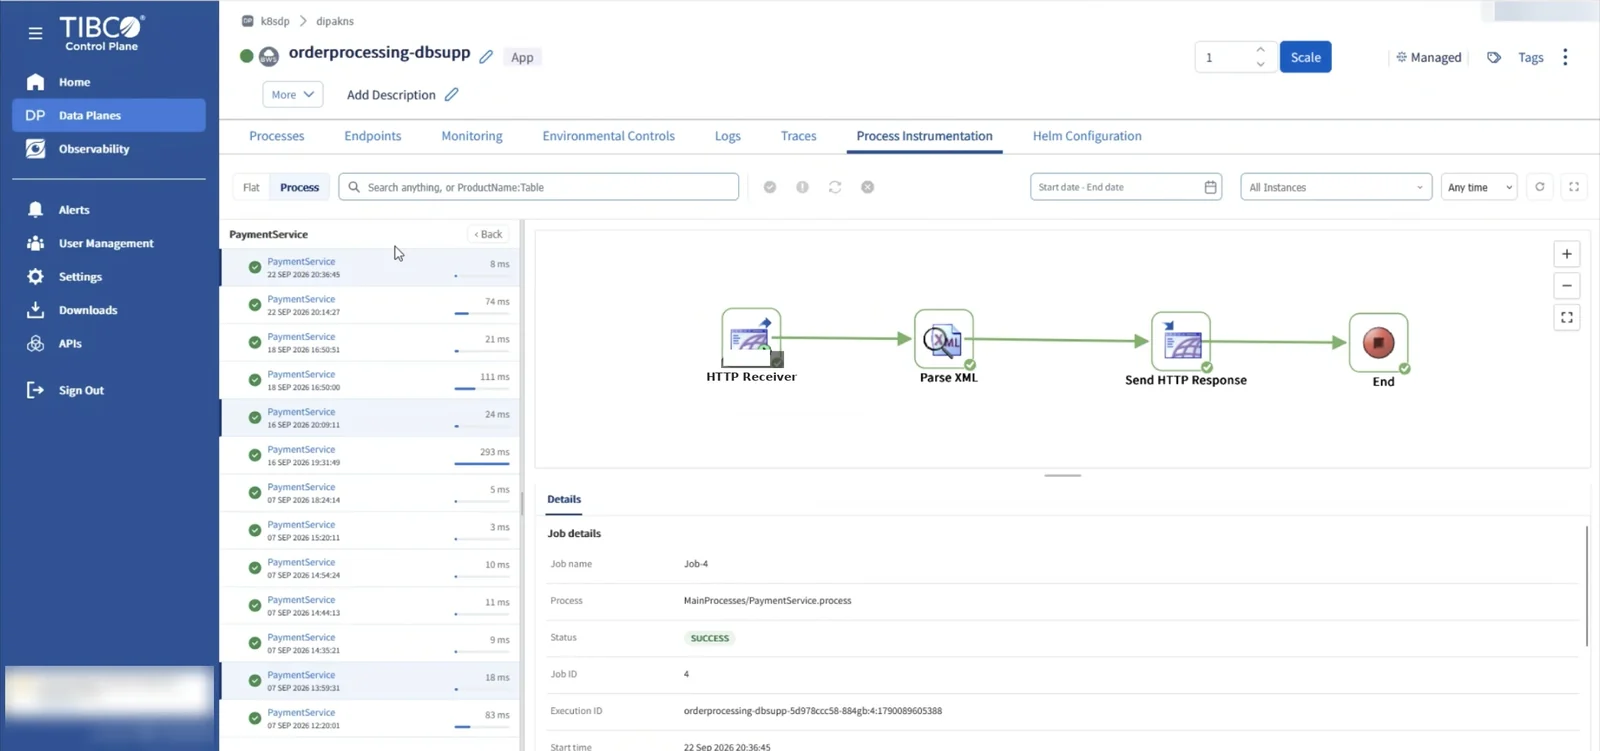 TIBCO®
Control Plane
Home
DP Data Planes
Observability
Alerts
User Management
Settings
Downloads
APIs
Sign Out
DP k8sdp > dipakns
BW5 orderprocessing-dbsupp App
More
Add Description
1
Scale
Managed
Tags
Processes
Endpoints
Monitoring
Environmental Controls
Logs
Traces
Process Instrumentation
Helm Configuration
Flat
Process
Search anything, or ProductName:Table
Start date - End date
All Instances
Any time
PaymentService
‹ Back
PaymentService 8 ms
22 SEP 2026 20:36:45
PaymentService 74 ms
22 SEP 2026 20:14:27
PaymentService 21 ms
18 SEP 2026 16:50:51
PaymentService 111 ms
18 SEP 2026 16:50:00
PaymentService 24 ms
16 SEP 2026 20:09:11
PaymentService 293 ms
16 SEP 2026 19:31:49
PaymentService 5 ms
07 SEP 2026 18:24:14
PaymentService 3 ms
07 SEP 2026 15:20:11
PaymentService 10 ms
07 SEP 2026 14:54:24
PaymentService 11 ms
07 SEP 2026 14:44:13
PaymentService 9 ms
07 SEP 2026 14:35:21
PaymentService 18 ms
07 SEP 2026 13:59:31
PaymentService 83 ms
07 SEP 2026 12:20:01
XML
HTTP Receiver
Parse XML
Send HTTP Response
End
Details
Job details
Job name Job-4
Process MainProcesses/PaymentService.process
Status SUCCESS
Job ID 4
Execution ID orderprocessing-dbsupp-5d978ccc58-884gb:4:1790089605388
Start time 22 Sep 2026 20:36:45